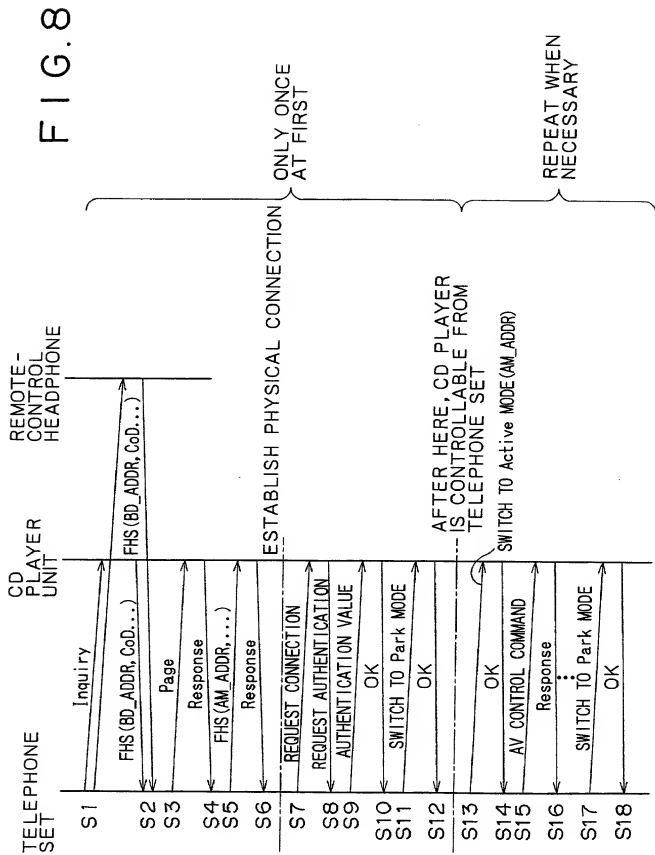 FIG. 8
TELEPHONE
SET
CD
PLAYER
UNIT
REMOTE-
CONTROL
HEADPHONE
S1
Inquiry
FHS(BD_ADDR,CoD...)
FHS(BD_ADDR,CoD...)
S2
S3
Page
Response
S4
S5
FHS(AM_ADDR,....)
Response
S6
ONLY ONCE
AT FIRST
ESTABLISH PHYSICAL CONNECTION
S7
REQUEST CONNECTION
REQUEST AUTHENTICATION
S8
S9
AUTHENTICATION VALUE
OK
S10
S11
SWITCH TO Park MODE
OK
S12
AFTER HERE, CD PLAYER
IS CONTROLLABLE FROM
TELEPHONE SET
S13
SWITCH TO Active MODE(AM_ADDR)
OK
S14
S15
AV CONTROL COMMAND
Response
S16
S17
SWITCH TO Park MODE
OK
S18
REPEAT WHEN
NECESSARY